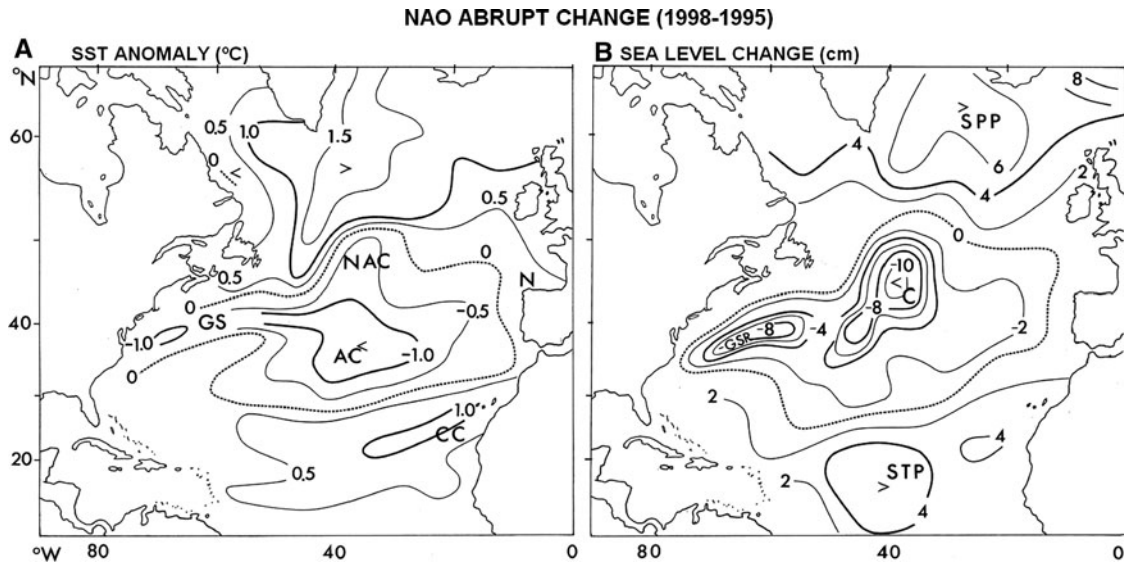 NAO ABRUPT CHANGE (1998-1995)
A SST ANOMALY (ºC)
°N
60
40
20
°W 80 40 0
0.5
1.0
1.5
0
<
>
0.5
0.5
NAC
0
N
0
GS
-0.5
-1.0
AC <
-1.0
0
1.0
CC
0.5
B SEA LEVEL CHANGE (cm)
8
>
SPP
4
6
4
2
0
-10
<
C
-8
-4
-8
-GSR
-2
2
4
STP
>
2
4
80 40 0